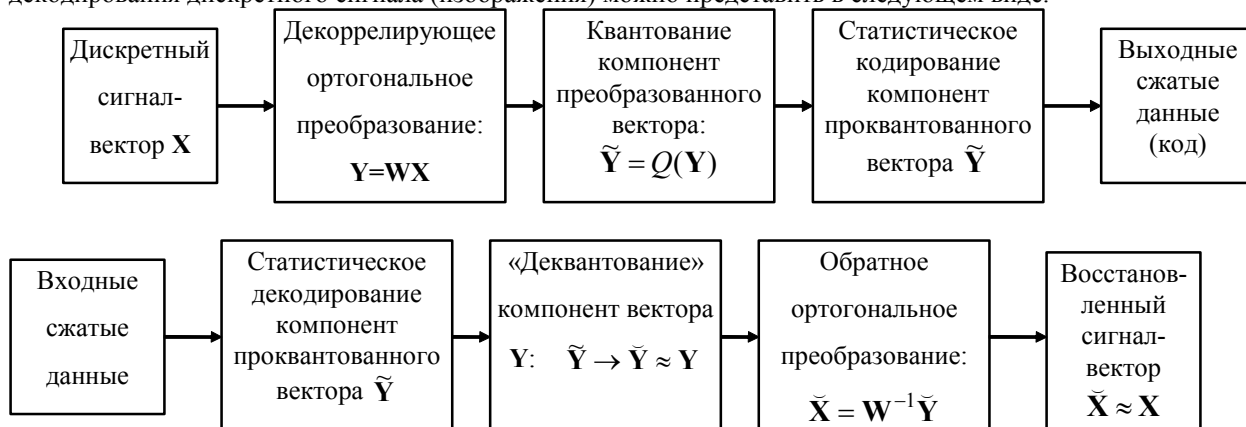 декодирования дискретного сигнала (изображения) можно представить в следующем виде:
Дискретный
сигнал-
вектор X
Декоррелирующее
ортогональное
преобразование:
Y=WX
Квантование
компонент
преобразованного
вектора:
Ỹ = Q(Y)
Статистическое
кодирование
компонент
проквантованного
вектора Ỹ
Выходные
сжатые
данные
(код)
Входные
сжатые
данные
Статистическое
декодирование
компонент
проквантованного
вектора Ỹ
«Деквантование»
компонент вектора
Y: Ỹ → Y̆ ≈ Y
Обратное
ортогональное
преобразование:
X̆ = W⁻¹Y̆
Восстанов-
ленный
сигнал-
вектор
X̆ ≈ X